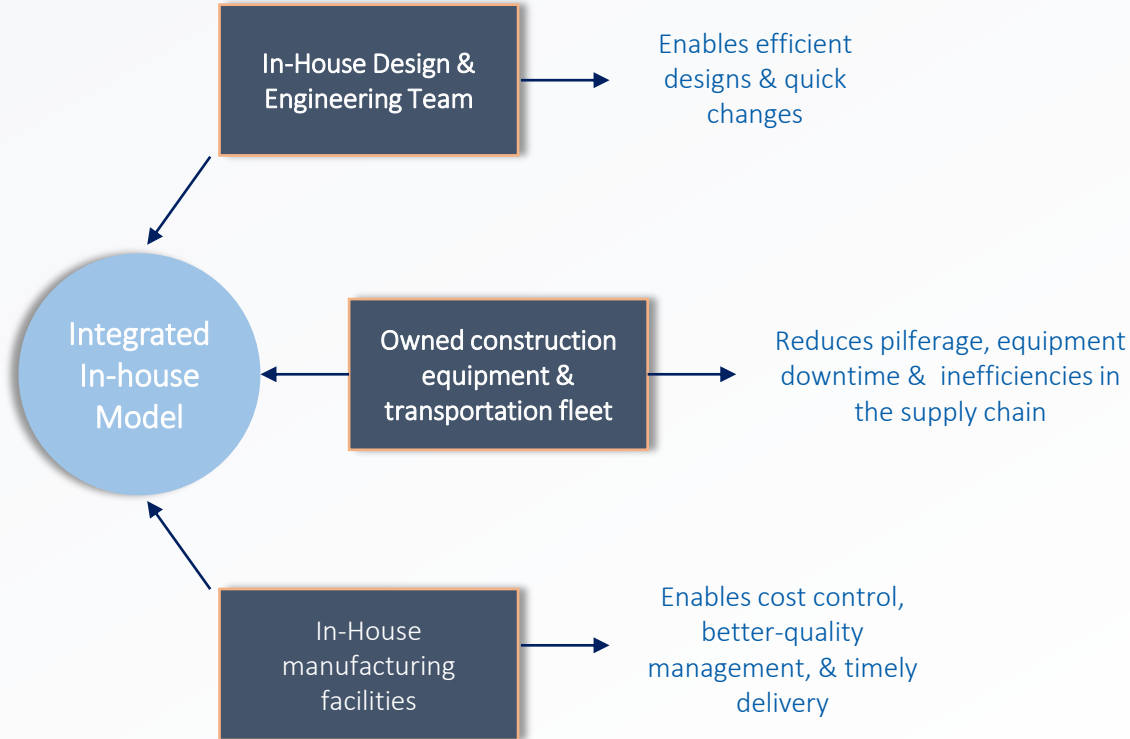 In-House Design &
Engineering Team
Enables efficient
designs & quick
changes
Integrated
In-house
Model
Owned construction
equipment &
transportation fleet
Reduces pilferage, equipment
downtime & inefficiencies in
the supply chain
In-House
manufacturing
facilities
Enables cost control,
better-quality
management, & timely
delivery